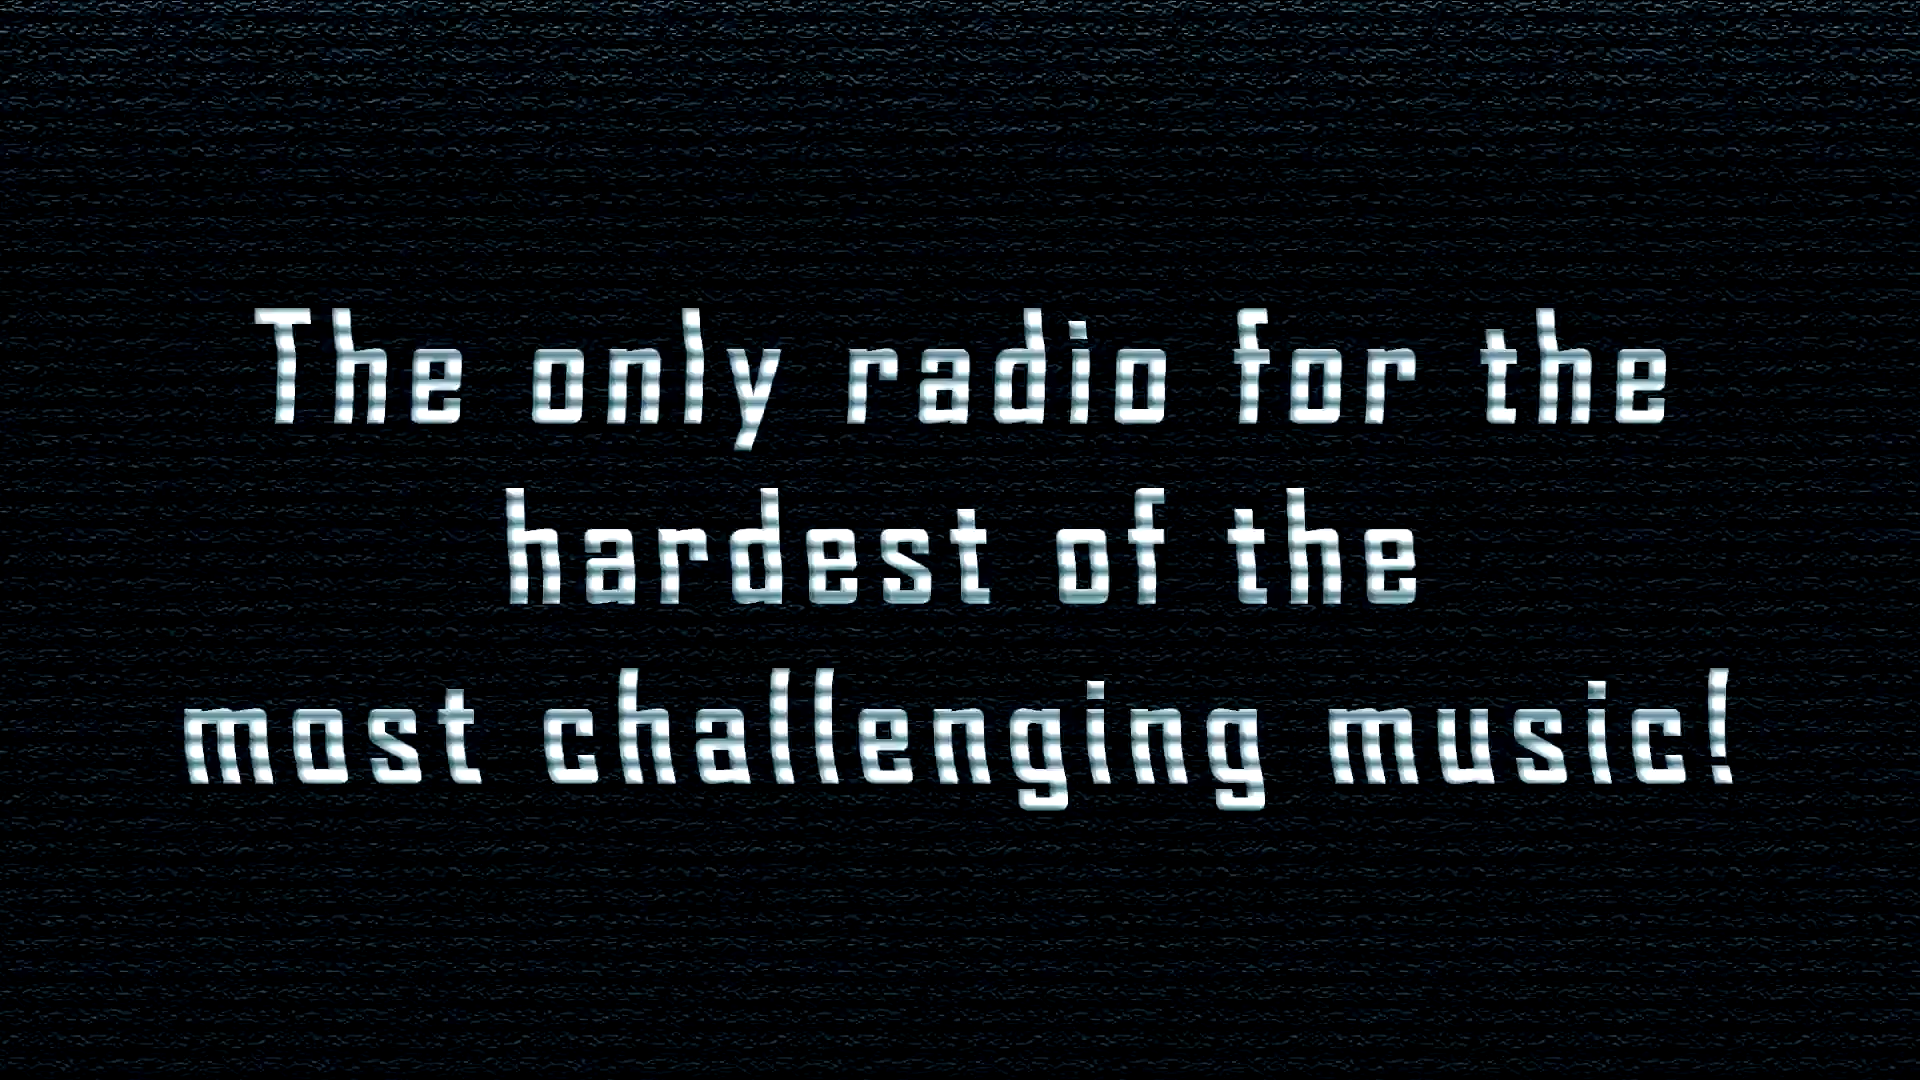 The only radio for the
hardest of the
most challenging music!